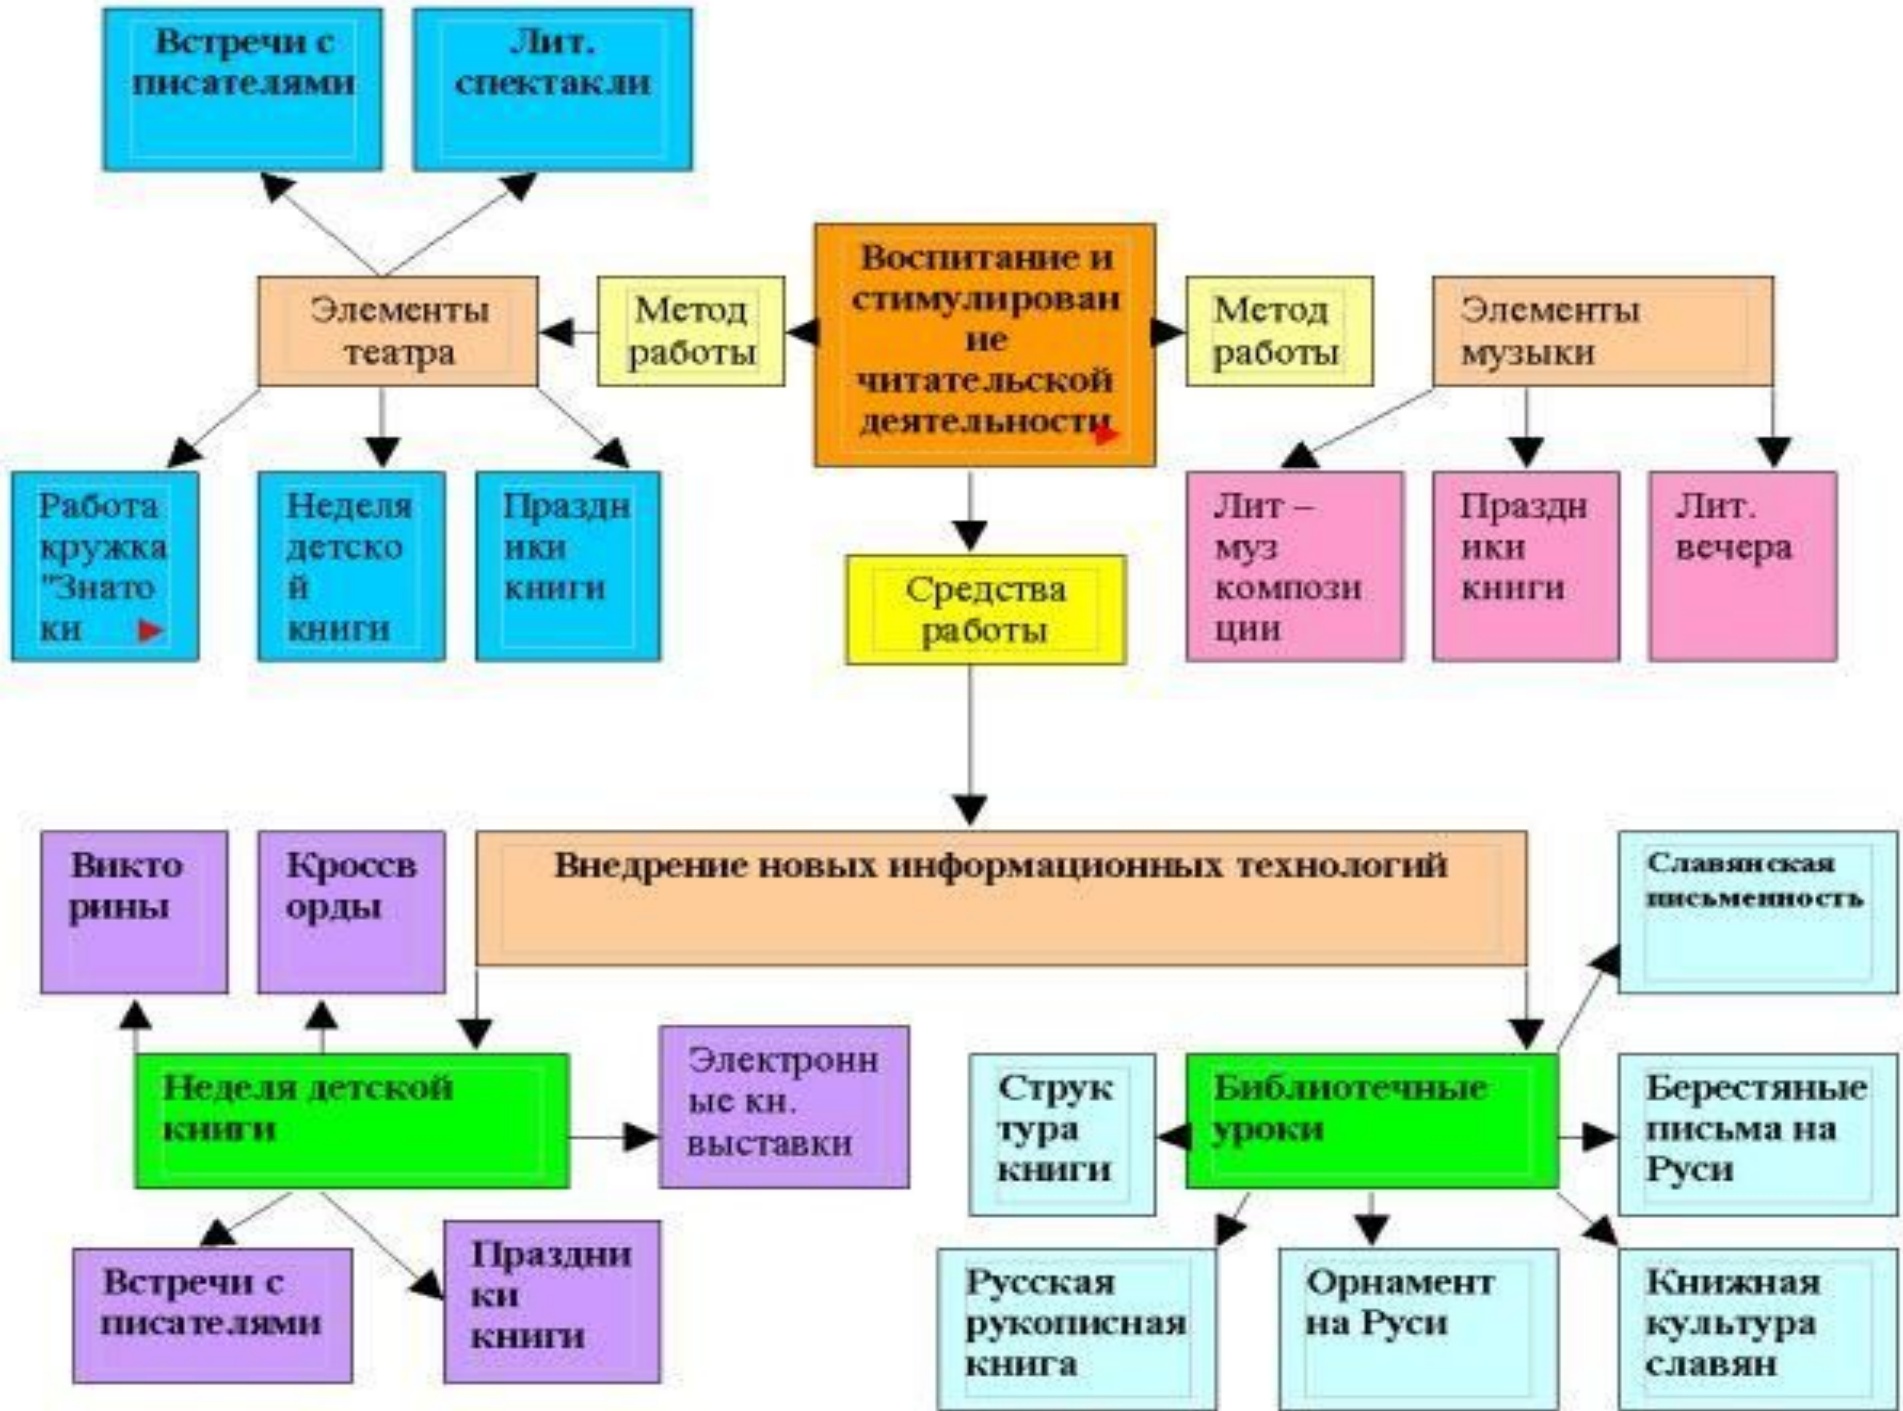 Встречи с
писателями
Лит.
спектакли
Элементы
театра
Метод
работы
Воспитание и
стимулирован
ие
читательской
деятельности
Метод
работы
Элементы
музыки
Работа
кружка
"Знато
ки
Неделя
детско
й
книги
Праздн
ики
книги
Средства
работы
Лит –
муз
компози
ции
Праздн
ики
книги
Лит.
вечера
Викто
рины
Кроссв
орды
Внедрение новых информационных технологий
Славянская
письменность
Неделя детской
книги
Электронн
ые кн.
выставки
Струк
тура
книги
Библиотечные
уроки
Берестяные
письма на
Руси
Встречи с
писателями
Праздни
ки
книги
Русская
рукописная
книга
Орнамент
на Руси
Книжная
культура
славян